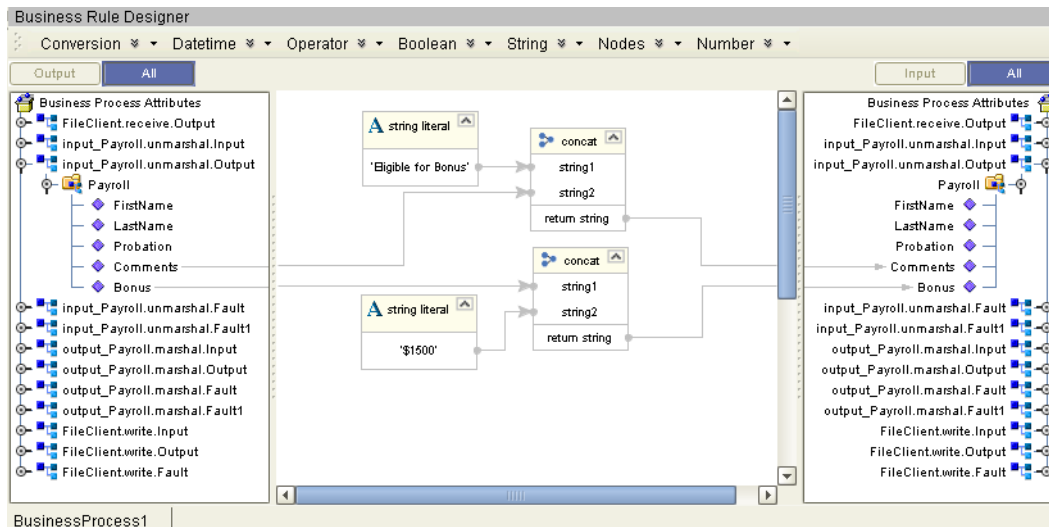 Business Rule Designer
Conversion Datetime Operator Boolean String Nodes Number
Output All Input All
Business Process Attributes
FileClient.receive.Output
input_Payroll.unmarshal.Input
input_Payroll.unmarshal.Output
Payroll
FirstName
LastName
Probation
Comments
Bonus
input_Payroll.unmarshal.Fault
input_Payroll.unmarshal.Fault1
output_Payroll.marshal.Input
output_Payroll.marshal.Output
output_Payroll.marshal.Fault
output_Payroll.marshal.Fault1
FileClient.write.Input
FileClient.write.Output
FileClient.write.Fault
A string literal
'Eligible for Bonus'
concat
string1
string2
return string
concat
string1
string2
return string
A string literal
'$1500'
Business Process Attributes
FileClient.receive.Output
input_Payroll.unmarshal.Input
input_Payroll.unmarshal.Output
Payroll
FirstName
LastName
Probation
Comments
Bonus
input_Payroll.unmarshal.Fault
input_Payroll.unmarshal.Fault1
output_Payroll.marshal.Input
output_Payroll.marshal.Output
output_Payroll.marshal.Fault
output_Payroll.marshal.Fault1
FileClient.write.Input
FileClient.write.Output
FileClient.write.Fault
BusinessProcess1